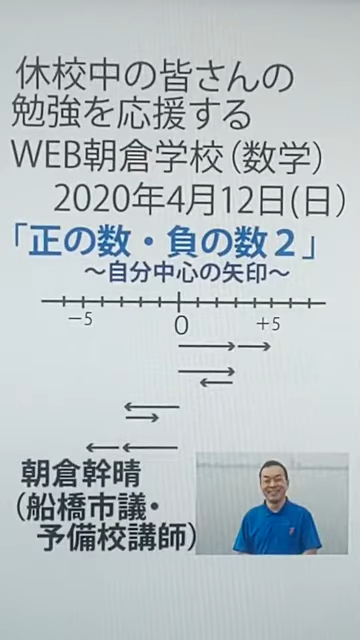 休校中の皆さんの
勉強を応援する
WEB朝倉学校(数学)
2020年4月12日(日)
「正の数・負の数２」
～自分中心の矢印～
−5 0 +5
朝倉幹晴
(船橋市議・
予備校講師)